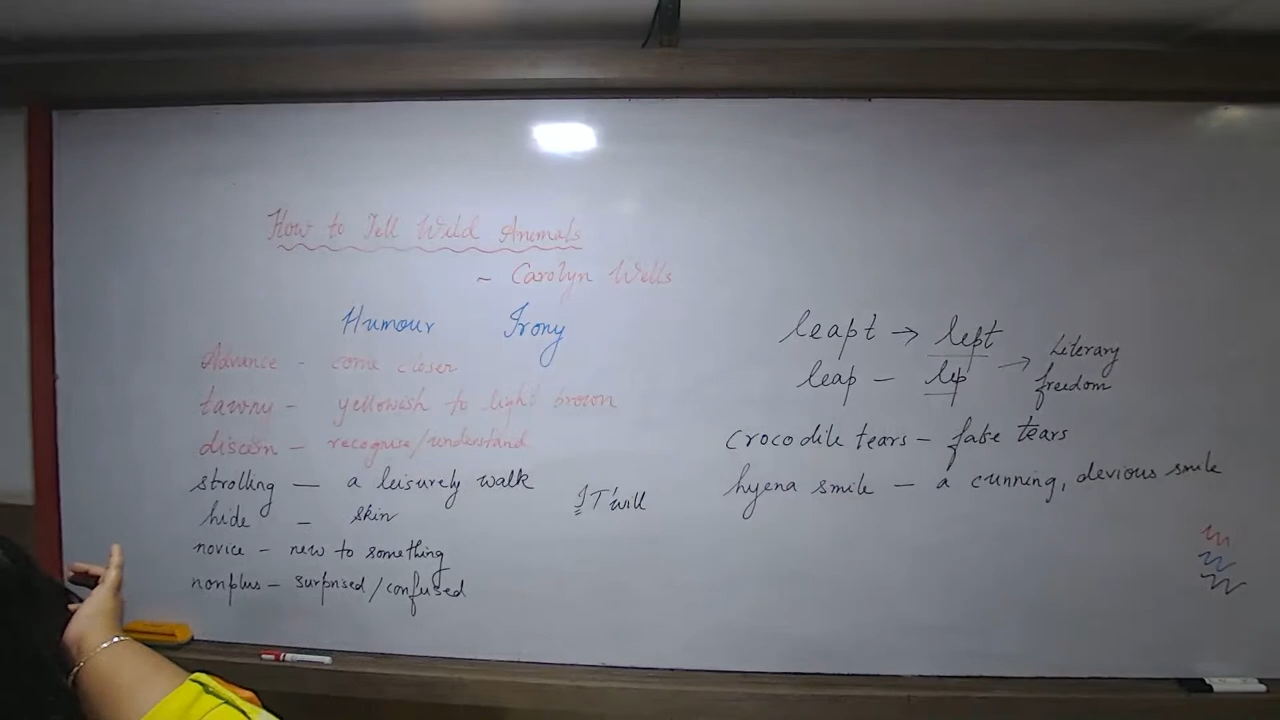 How to Tell Wild Animals
~ Carolyn Wells
Humour Irony
Advance - come closer
tawny - yellowish to light brown
discern - recognise/understand
strolling — a leisurely walk
hide - skin
novice - new to something
nonplus - surprised/confused
IT'will
leapt → lept
leap - lep → Literary freedom
crocodile tears - false tears
hyena smile - a cunning, devious smile